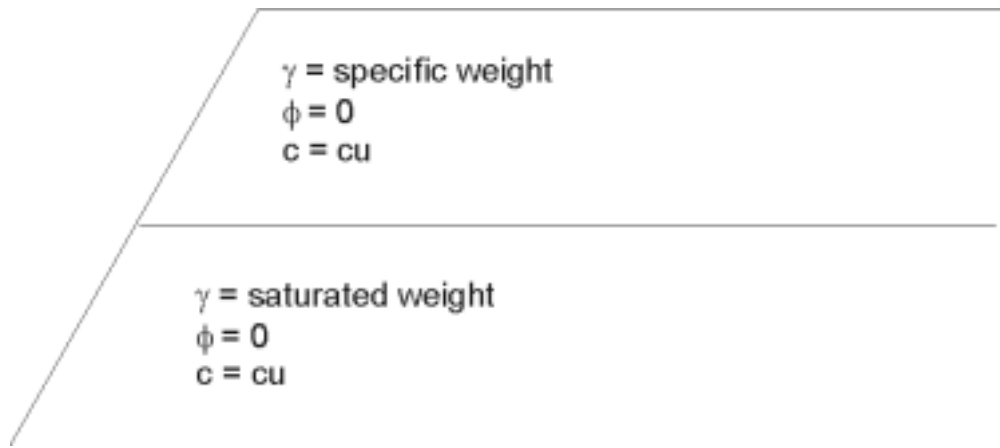 γ = specific weight
ϕ = 0
c = cu
γ = saturated weight
ϕ = 0
c = cu